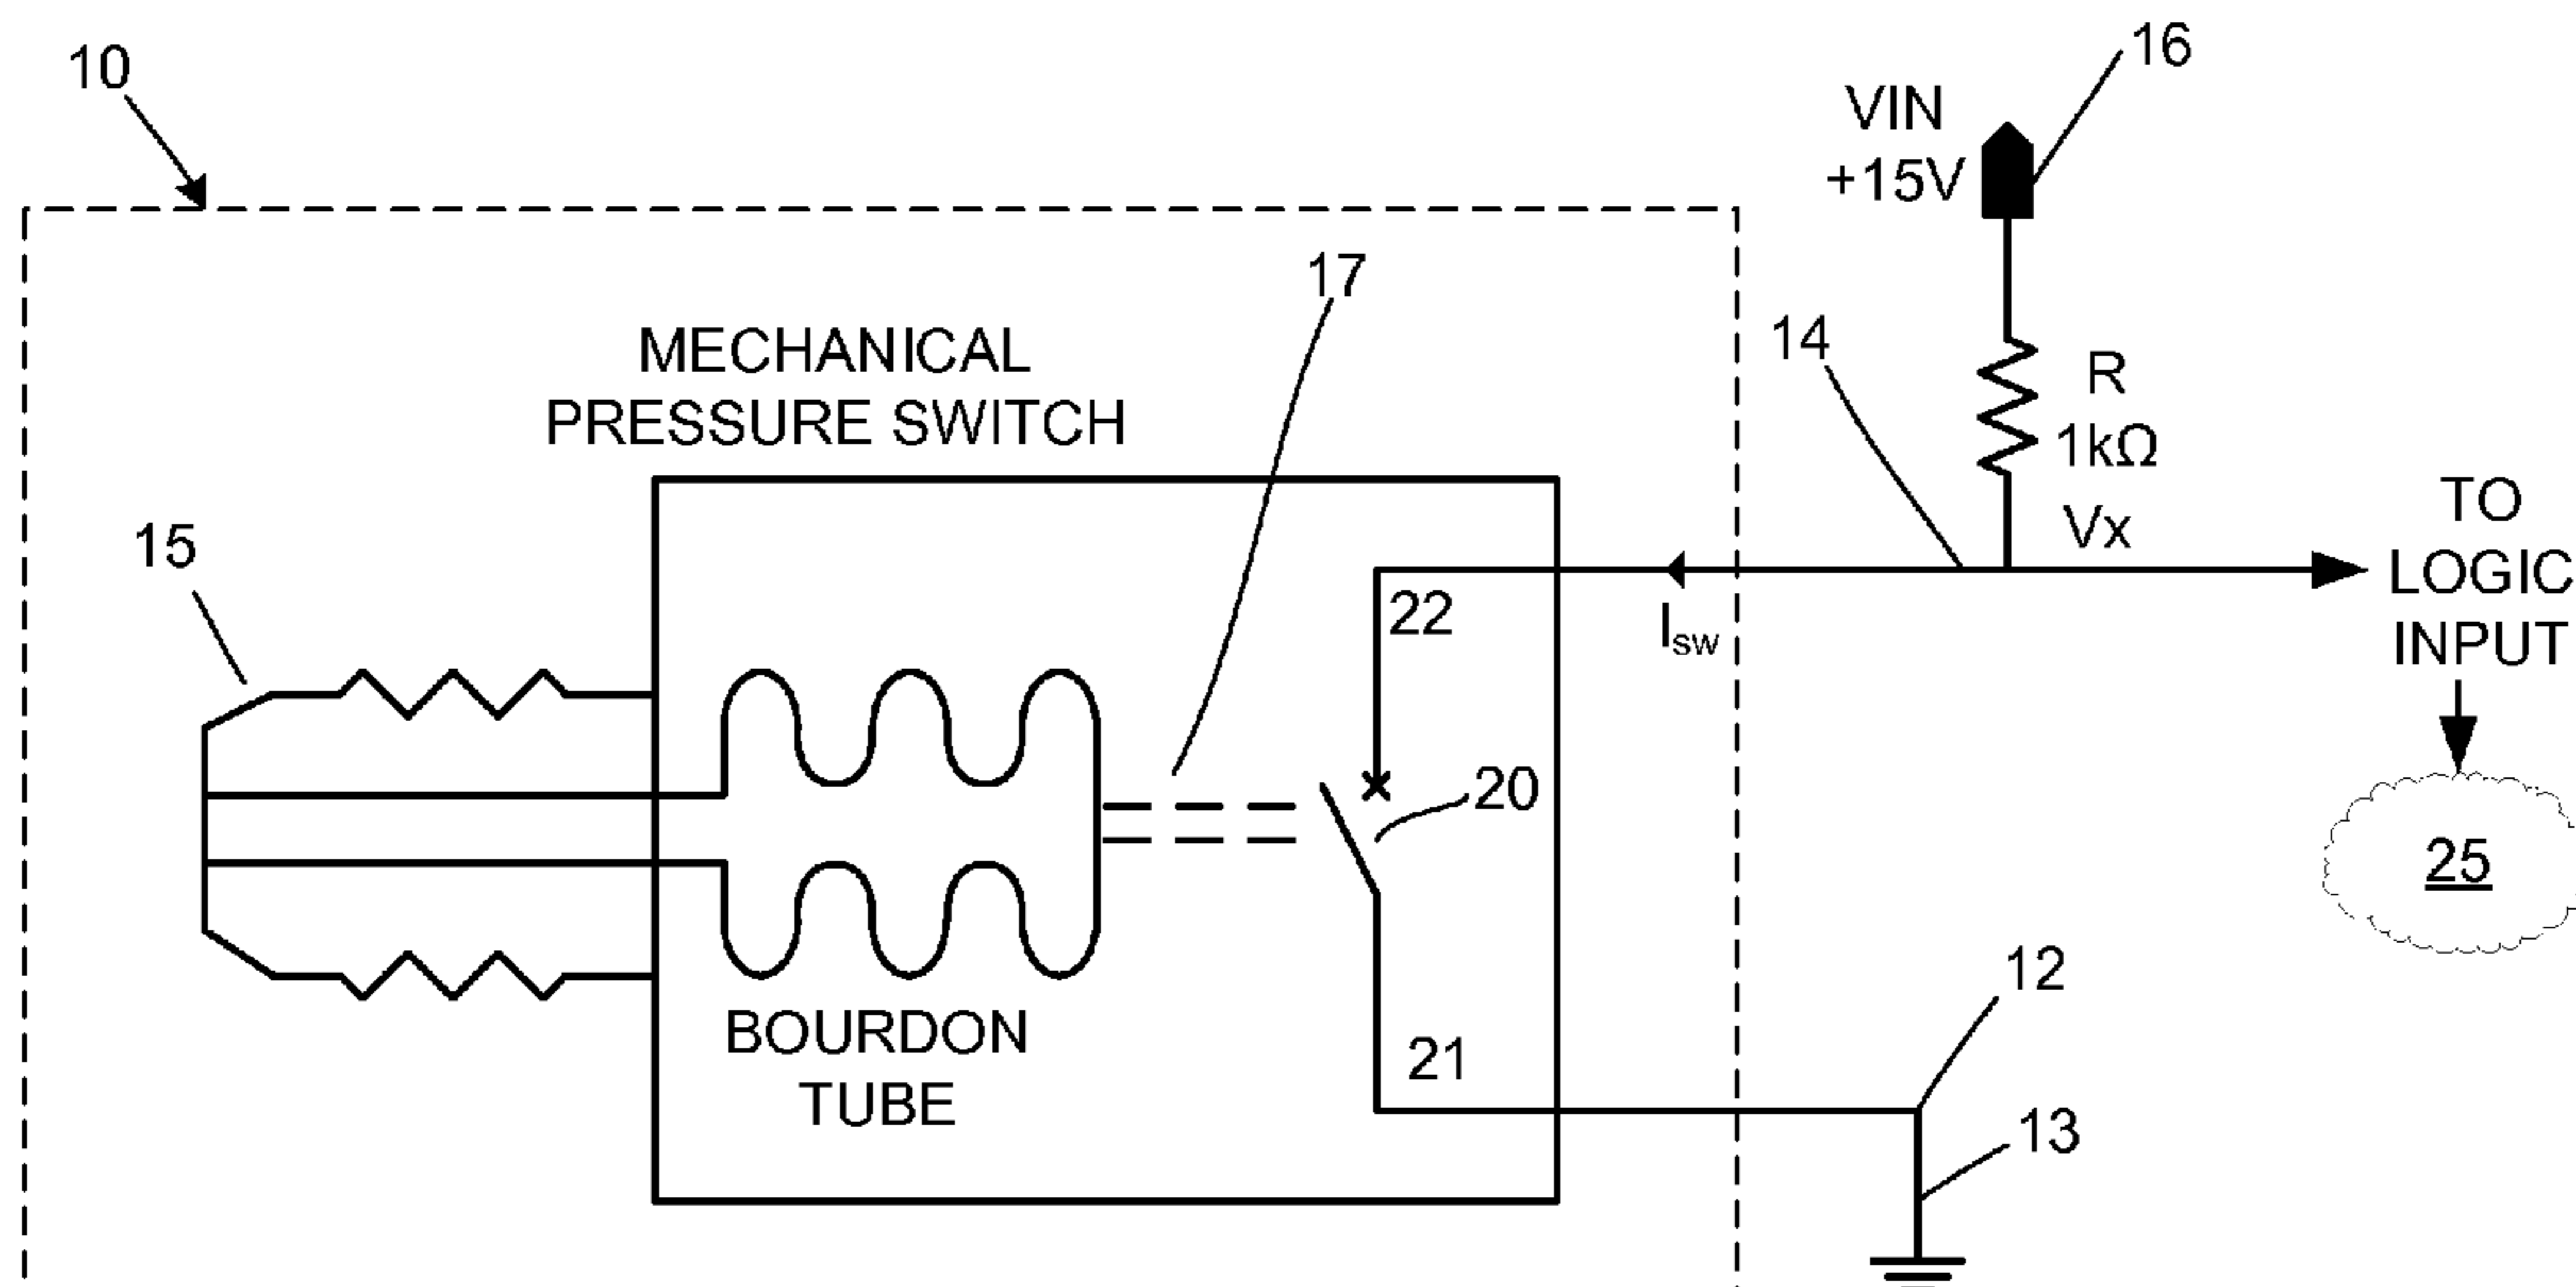 10
16
VIN
+15V
17
14
MECHANICAL
PRESSURE SWITCH
R
1kΩ
Vx
TO
LOGIC
INPUT
15
22
Isw
20
25
12
BOURDON
TUBE
21
13